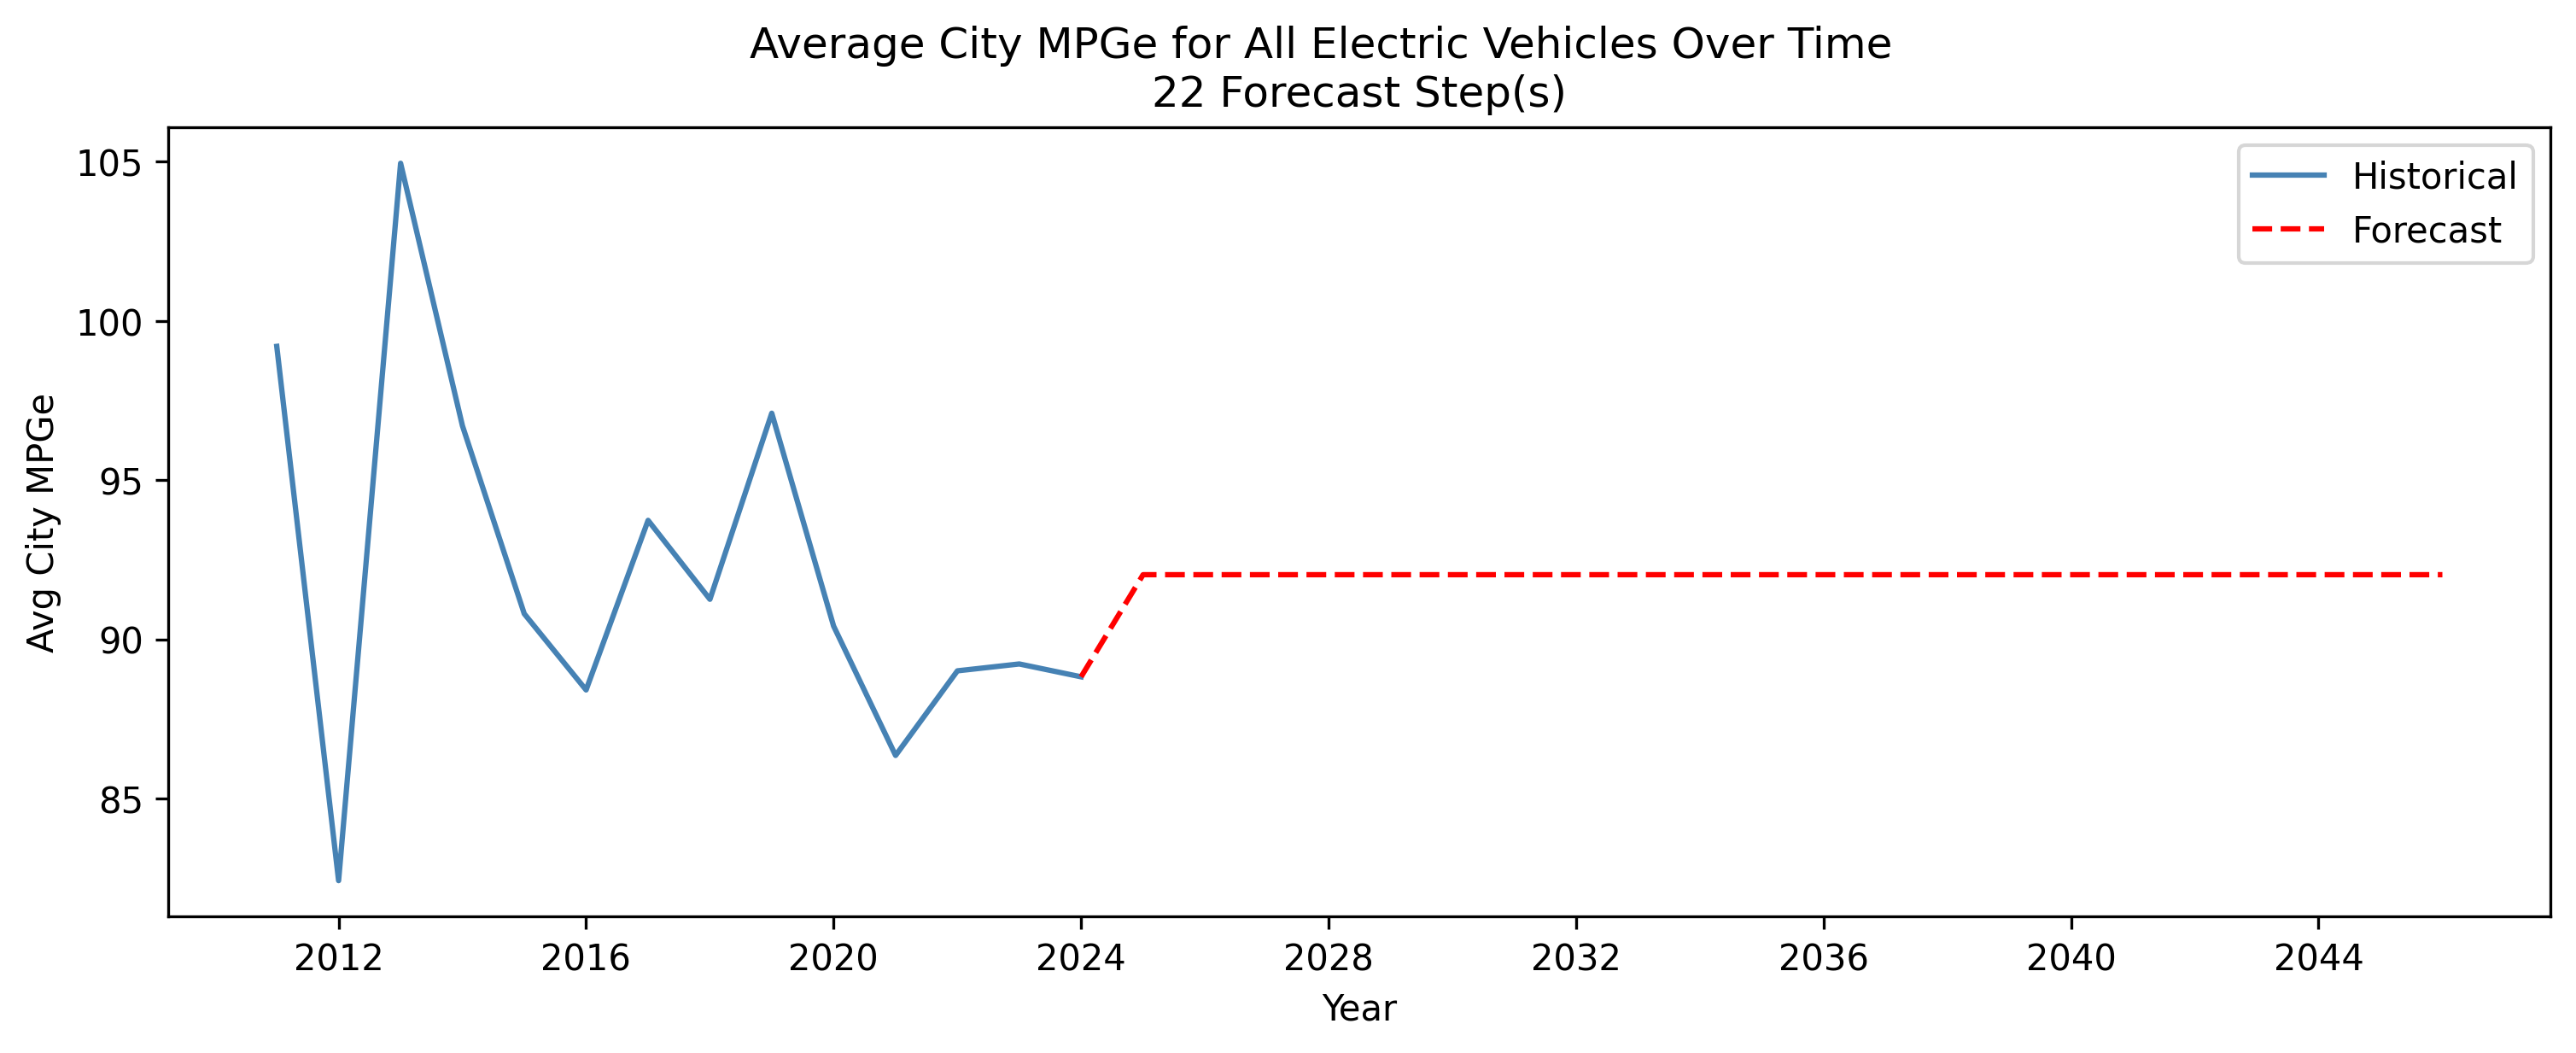 Average City MPGe for All Electric Vehicles Over Time
22 Forecast Step(s)
105
100
95
90
85
Avg City MPGe
Historical
Forecast
2012 2016 2020 2024 2028 2032 2036 2040 2044
Year